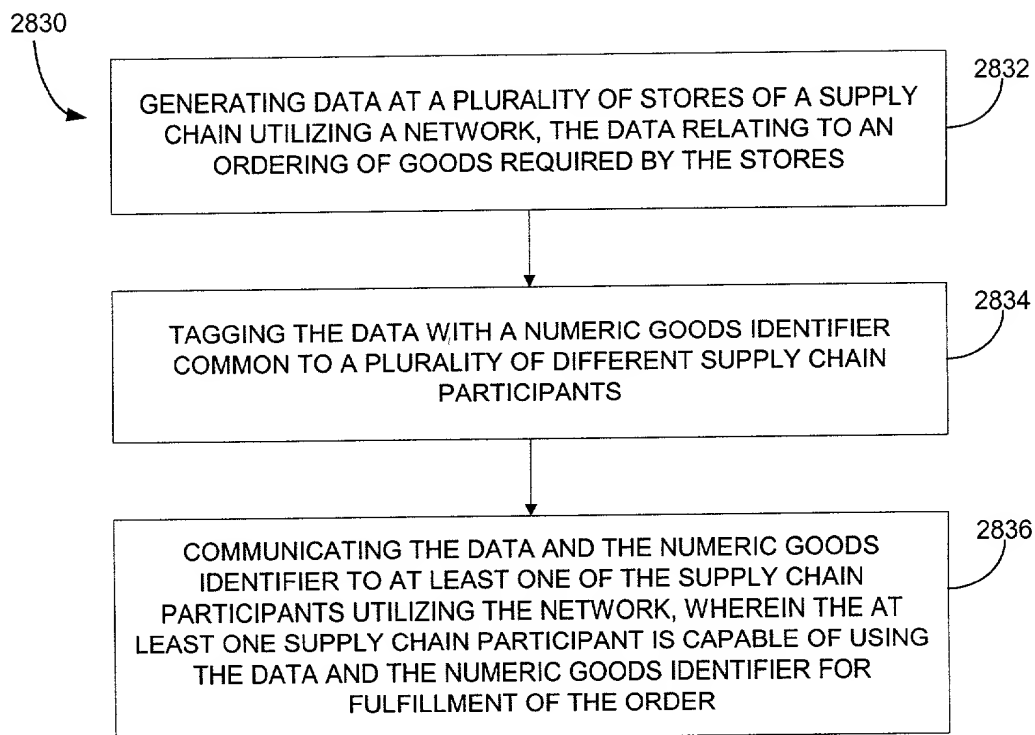 2830
2832
GENERATING DATA AT A PLURALITY OF STORES OF A SUPPLY
CHAIN UTILIZING A NETWORK, THE DATA RELATING TO AN
ORDERING OF GOODS REQUIRED BY THE STORES
2834
TAGGING THE DATA WITH A NUMERIC GOODS IDENTIFIER
COMMON TO A PLURALITY OF DIFFERENT SUPPLY CHAIN
PARTICIPANTS
2836
COMMUNICATING THE DATA AND THE NUMERIC GOODS
IDENTIFIER TO AT LEAST ONE OF THE SUPPLY CHAIN
PARTICIPANTS UTILIZING THE NETWORK, WHEREIN THE AT
LEAST ONE SUPPLY CHAIN PARTICIPANT IS CAPABLE OF USING
THE DATA AND THE NUMERIC GOODS IDENTIFIER FOR
FULFILLMENT OF THE ORDER